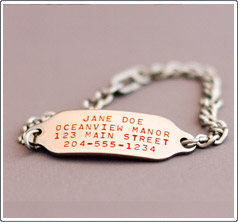 JANE DOE
OCEANVIEW MANOR
123 MAIN STREET
204-555-1234